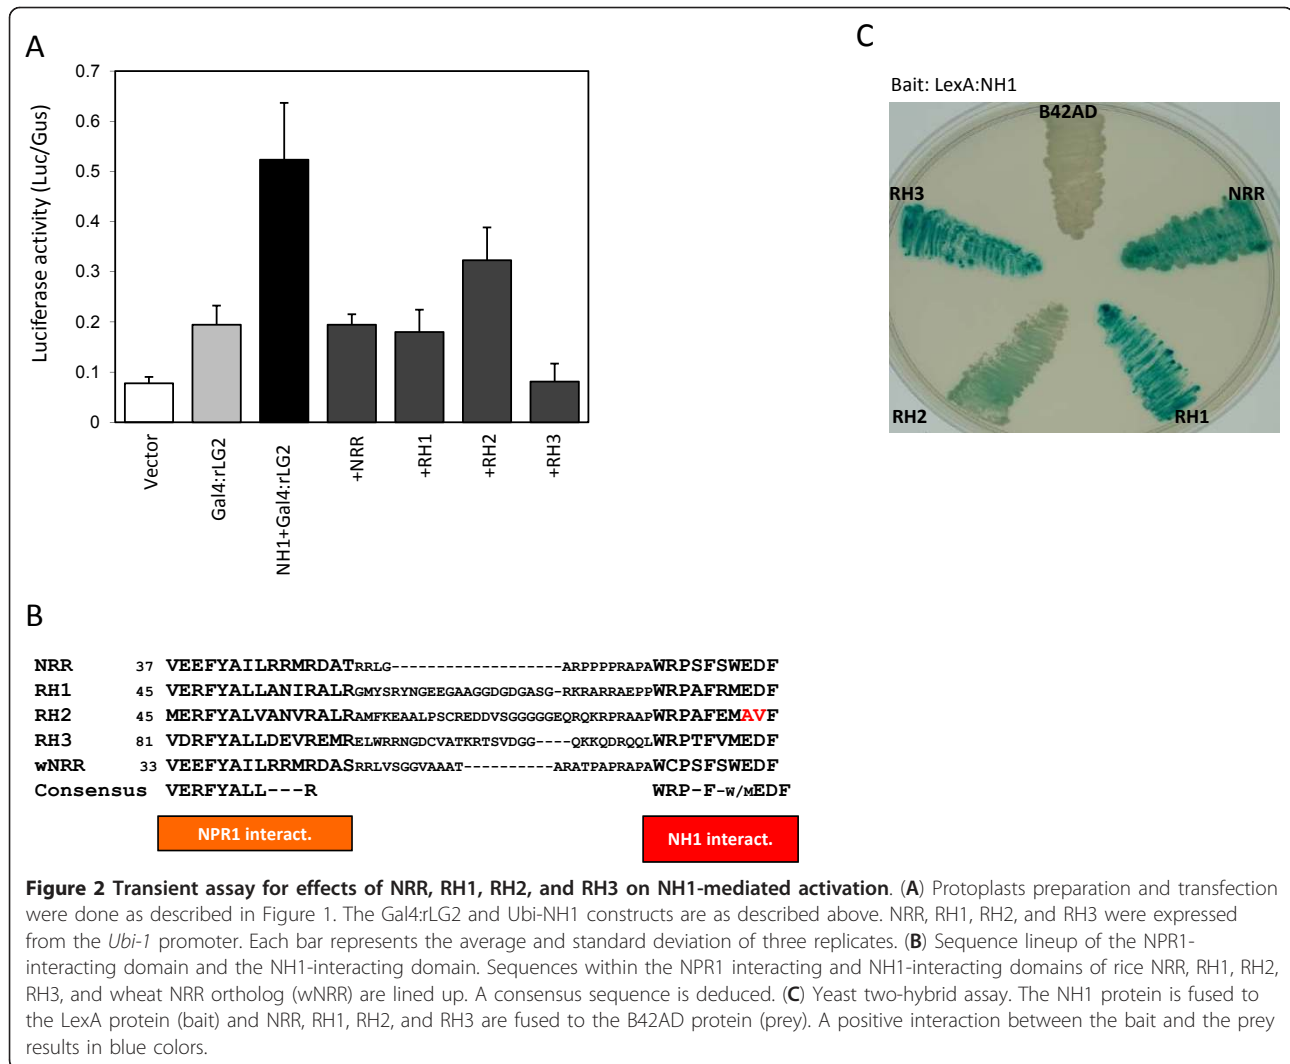 A
Luciferase activity (Luc/Gus)
0.7
0.6
0.5
0.4
0.3
0.2
0.1
0
Vector
Gal4:rLG2
NH1+Gal4:rLG2
+NRR
+RH1
+RH2
+RH3
C
Bait: LexA:NH1
B42AD
RH3
NRR
RH2
RH1
B
NRR 37 VEEFYAILRRMRDATRRLG------------------ARPPPPRAPAWRPSFSWEDF
RH1 45 VERFYALLANIRALRGMYSRYNGEEGAAGGDGDGASG-RKRARRAEPPWRPAFRMEDF
RH2 45 MERFYALVANVRALRAMFKEAALPSCREDDVSGGGGGEQRQKRPRAAPWRPAFEMAVF
RH3 81 VDRFYALLDEVREMRELWRRNGDCVATKRTSVDGG----QKKQDRQQLWRPTFVMEDF
wNRR 33 VEEFYAILRRMRDASRRLVSGGVAAAT----------ARATPAPRAPAWCPSFSWEDF
Consensus VERFYALL---R WRP-F-W/MEDF
NPR1 interact.
NH1 interact.
Figure 2 Transient assay for effects of NRR, RH1, RH2, and RH3 on NH1-mediated activation. (A) Protoplasts preparation and transfection
were done as described in Figure 1. The Gal4:rLG2 and Ubi-NH1 constructs are as described above. NRR, RH1, RH2, and RH3 were expressed
from the Ubi-1 promoter. Each bar represents the average and standard deviation of three replicates. (B) Sequence lineup of the NPR1-
interacting domain and the NH1-interacting domain. Sequences within the NPR1 interacting and NH1-interacting domains of rice NRR, RH1, RH2,
RH3, and wheat NRR ortholog (wNRR) are lined up. A consensus sequence is deduced. (C) Yeast two-hybrid assay. The NH1 protein is fused to
the LexA protein (bait) and NRR, RH1, RH2, and RH3 are fused to the B42AD protein (prey). A positive interaction between the bait and the prey
results in blue colors.